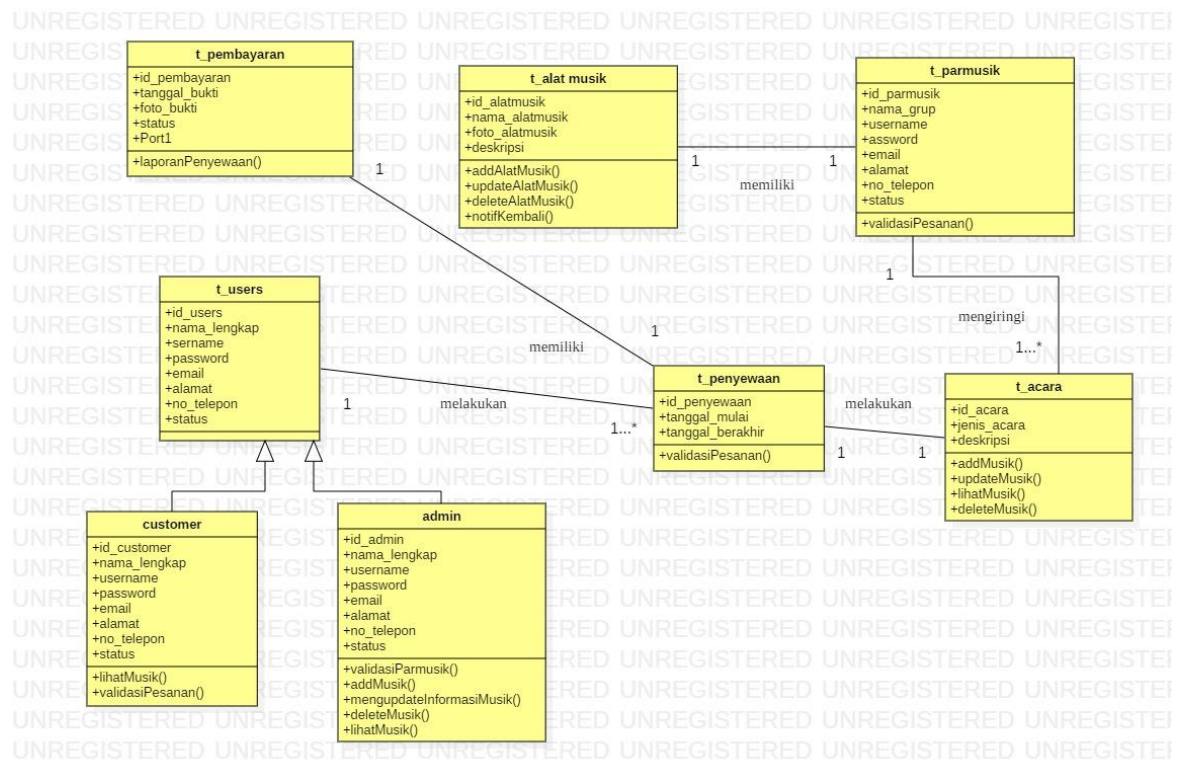 t_pembayaran
+id_pembayaran
+tanggal_bukti
+foto_bukti
+status
+Port1
+laporanPenyewaan()
t_alat musik
+id_alatmusik
+nama_alatmusik
+foto_alatmusik
+deskripsi
+addAlatMusik()
+updateAlatMusik()
+deleteAlatMusik()
+notifKembali()
t_parmusik
+id_parmusik
+nama_grup
+username
+assword
+email
+alamat
+no_telepon
+status
+validasiPesanan()
1
1
memiliki
1
1
mengiringi
1...*
1
memiliki
t_users
+id_users
+nama_lengkap
+sername
+password
+email
+alamat
+no_telepon
+status
1
melakukan
1...*
t_penyewaan
+id_penyewaan
+tanggal_mulai
+tanggal_berakhir
+validasiPesanan()
melakukan
1
1
t_acara
+id_acara
+jenis_acara
+deskripsi
+addMusik()
+updateMusik()
+lihatMusik()
+deleteMusik()
customer
+id_customer
+nama_lengkap
+username
+password
+email
+alamat
+no_telepon
+status
+lihatMusik()
+validasiPesanan()
admin
+id_admin
+nama_lengkap
+username
+password
+email
+alamat
+no_telepon
+status
+validasiParmusik()
+addMusik()
+mengupdateInformasiMusik()
+deleteMusik()
+lihatMusik()
UNREGISTERED UNREGISTERED UNREGISTERED UNREGISTERED UNREGISTERED